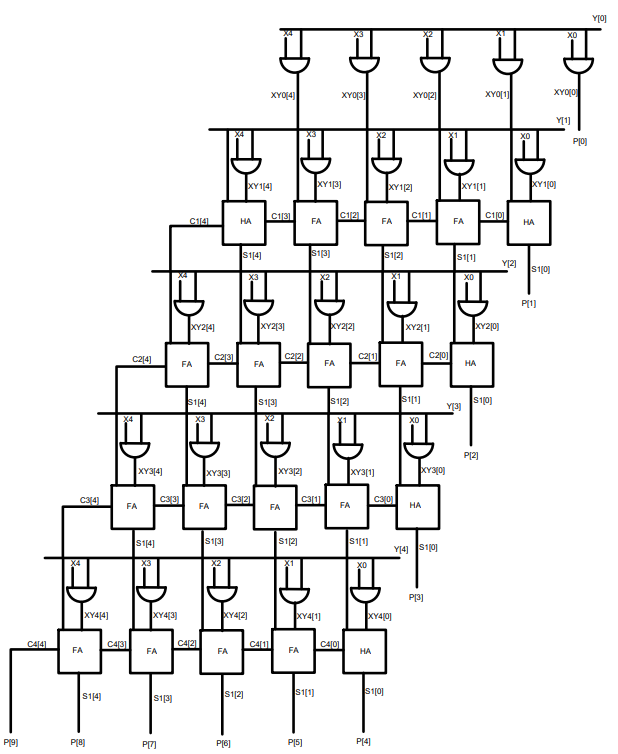 Y[0]
X4 X3 X2 X1 X0
XY0[4] XY0[3] XY0[2] XY0[1] XY0[0]
Y[1]
P[0]
X4 X3 X2 X1 X0
XY1[4] XY1[3] XY1[2] XY1[1] XY1[0]
C1[4] HA C1[3] FA C1[2] FA C1[1] FA C1[0] HA
S1[4] S1[3] S1[2] S1[1] S1[0]
Y[2]
P[1]
X4 X3 X2 X1 X0
XY2[4] XY2[3] XY2[2] XY2[1] XY2[0]
C2[4] FA C2[3] FA C2[2] FA C2[1] FA C2[0] HA
S1[4] S1[3] S1[2] S1[1] S1[0]
Y[3]
P[2]
X4 X3 X2 X1 X0
XY3[4] XY3[3] XY3[2] XY3[1] XY3[0]
C3[4] FA C3[3] FA C3[2] FA C3[1] FA C3[0] HA
S1[4] S1[3] S1[2] S1[1] S1[0]
Y[4]
P[3]
X4 X3 X2 X1 X0
XY4[4] XY4[3] XY4[2] XY4[1] XY4[0]
C4[4] FA C4[3] FA C4[2] FA C4[1] FA C4[0] HA
S1[4] S1[3] S1[2] S1[1] S1[0]
P[9] P[8] P[7] P[6] P[5] P[4]